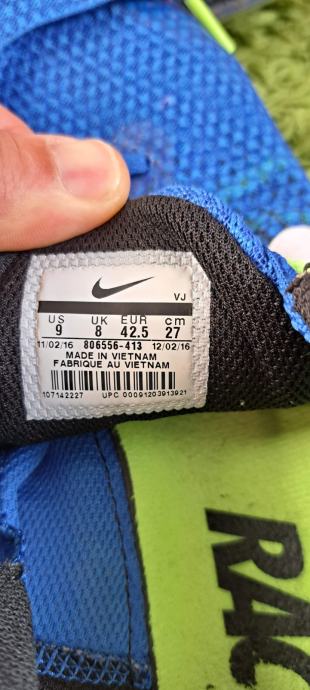 VJ
US UK EUR cm
9 8 42.5 27
11/02/16 806556-413 12/02/16
MADE IN VIETNAM
FABRIQUE AU VIETNAM
107142227 UPC 00091203913921
RAC